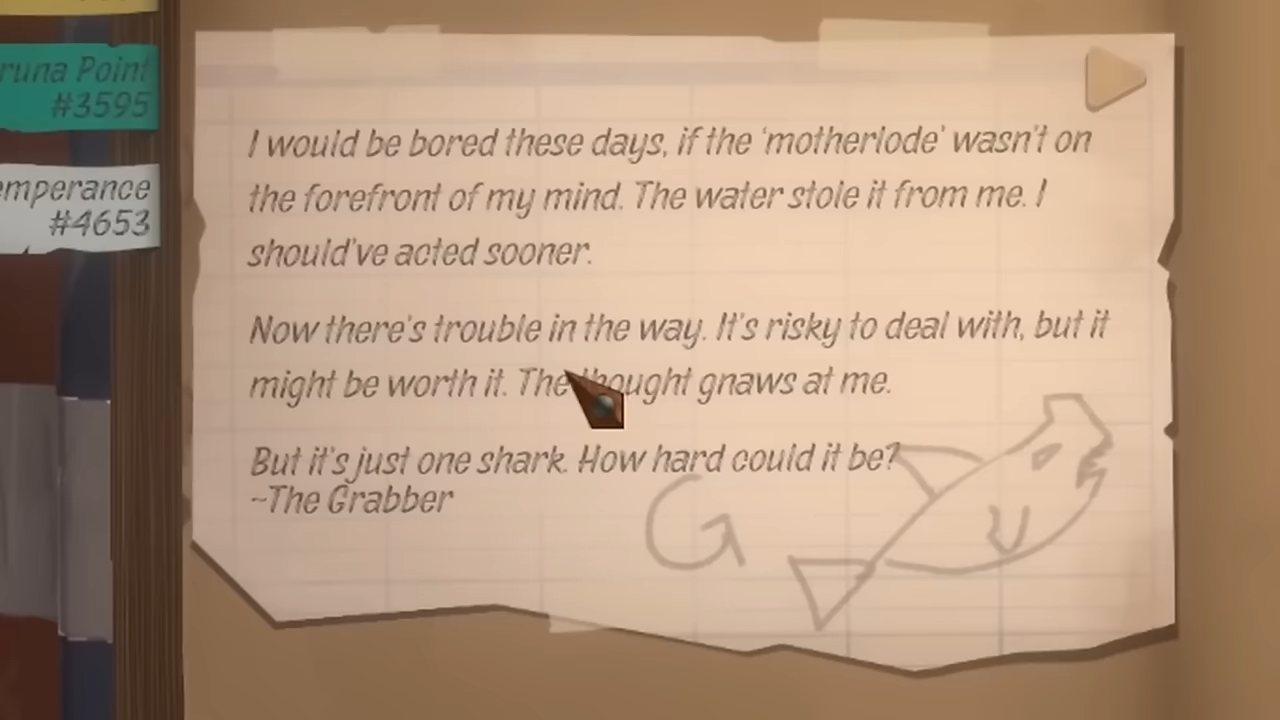 runa Point
#3595
emperance
#4653
I would be bored these days, if the 'motherlode' wasn't on
the forefront of my mind. The water stole it from me. I
should've acted sooner.
Now there's trouble in the way. It's risky to deal with, but it
might be worth it. The thought gnaws at me.
But it's just one shark. How hard could it be?
~The Grabber
G